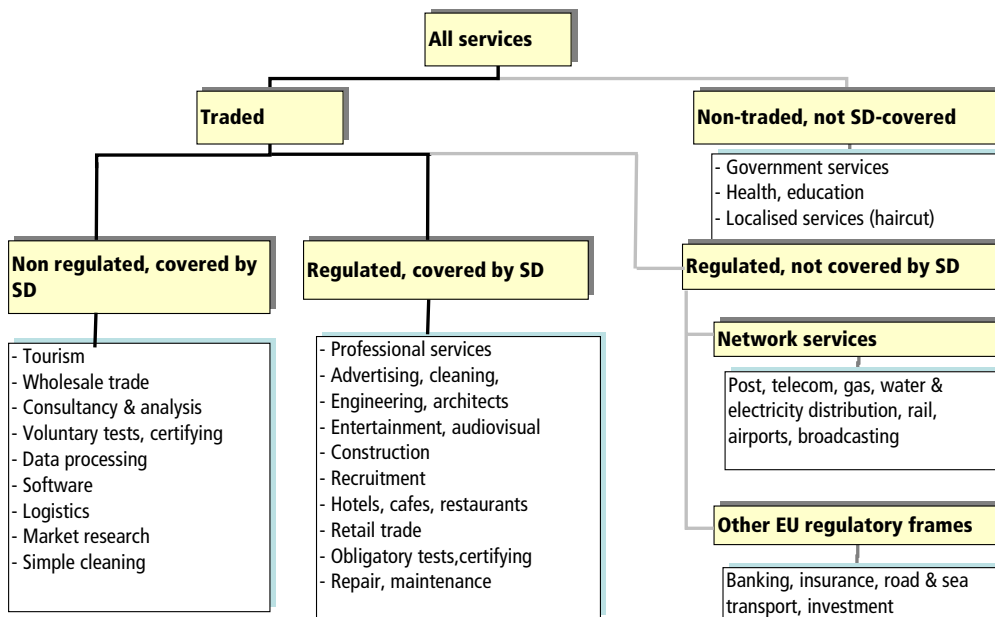 All services
Traded
Non-traded, not SD-covered
- Government services
- Health, education
- Localised services (haircut)
Non regulated, covered by
SD
- Tourism
- Wholesale trade
- Consultancy & analysis
- Voluntary tests, certifying
- Data processing
- Software
- Logistics
- Market research
- Simple cleaning
Regulated, covered by SD
- Professional services
- Advertising, cleaning,
- Engineering, architects
- Entertainment, audiovisual
- Construction
- Recruitment
- Hotels, cafes, restaurants
- Retail trade
- Obligatory tests,certifying
- Repair, maintenance
Regulated, not covered by SD
Network services
Post, telecom, gas, water &
electricity distribution, rail,
airports, broadcasting
Other EU regulatory frames
Banking, insurance, road & sea
transport, investment